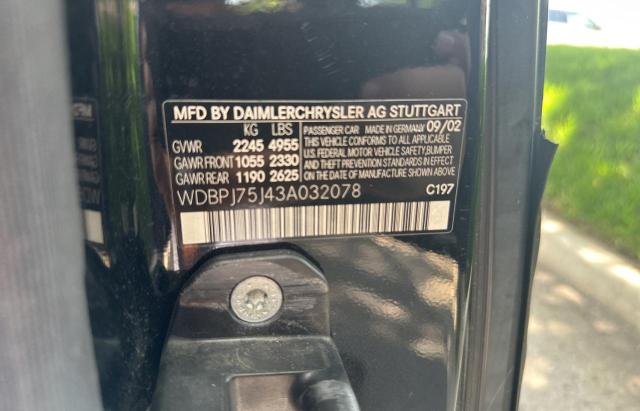 MFD BY DAIMLERCHRYSLER AG STUTTGART
KG LBS
GVWR 2245 4955
GAWR FRONT 1055 2330
GAWR REAR 1190 2625
PASSENGER CAR MADE IN GERMANY 09/02
THIS VEHICLE CONFORMS TO ALL APPLICABLE
U.S. FEDERAL MOTOR VEHICLE SAFETY, BUMPER
AND THEFT PREVENTION STANDARDS IN EFFECT
ON THE DATE OF MANUFACTURE SHOWN ABOVE
WDBPJ75J43A032078
C197